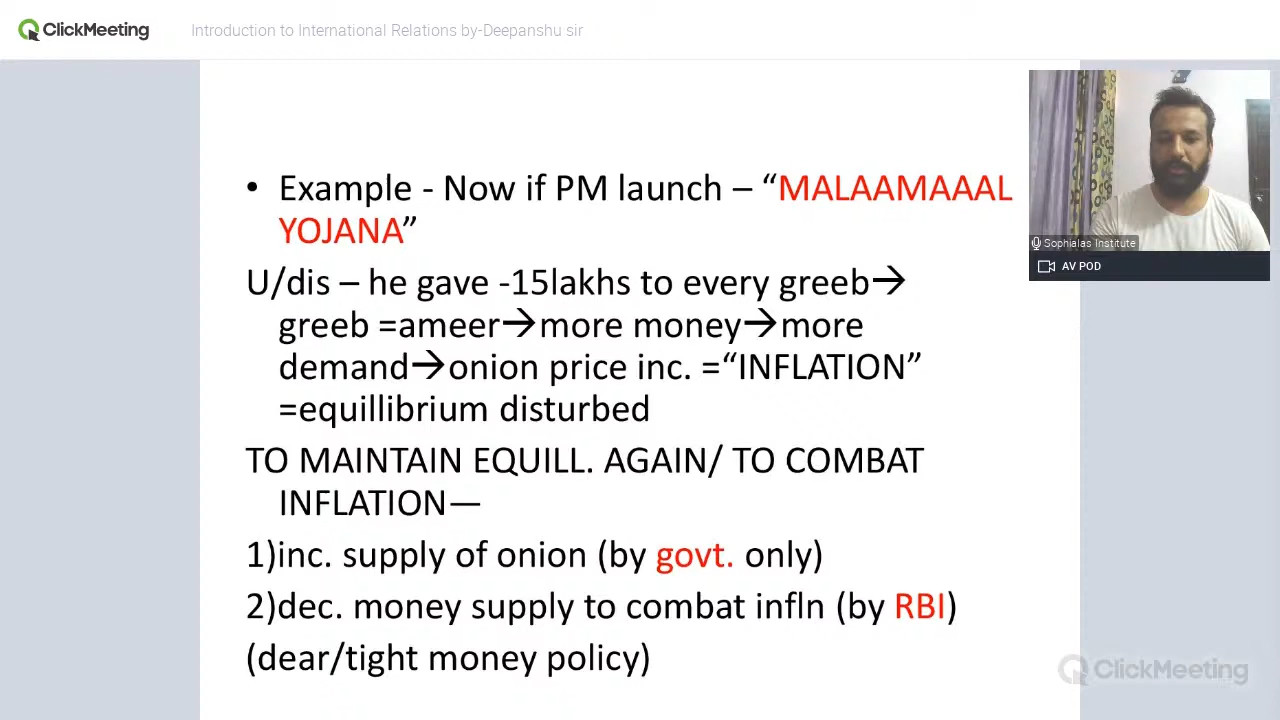 ClickMeeting
Introduction to International Relations by-Deepanshu sir
• Example - Now if PM launch – “MALAAMAAAL
YOJANA”
U/dis – he gave -15lakhs to every greeb→
greeb =ameer→more money→more
demand→onion price inc. =“INFLATION”
=equillibrium disturbed
TO MAINTAIN EQUILL. AGAIN/ TO COMBAT
INFLATION—
1)inc. supply of onion (by govt. only)
2)dec. money supply to combat infln (by RBI)
(dear/tight money policy)
Sophialas Institute
AV POD
ClickMeeting